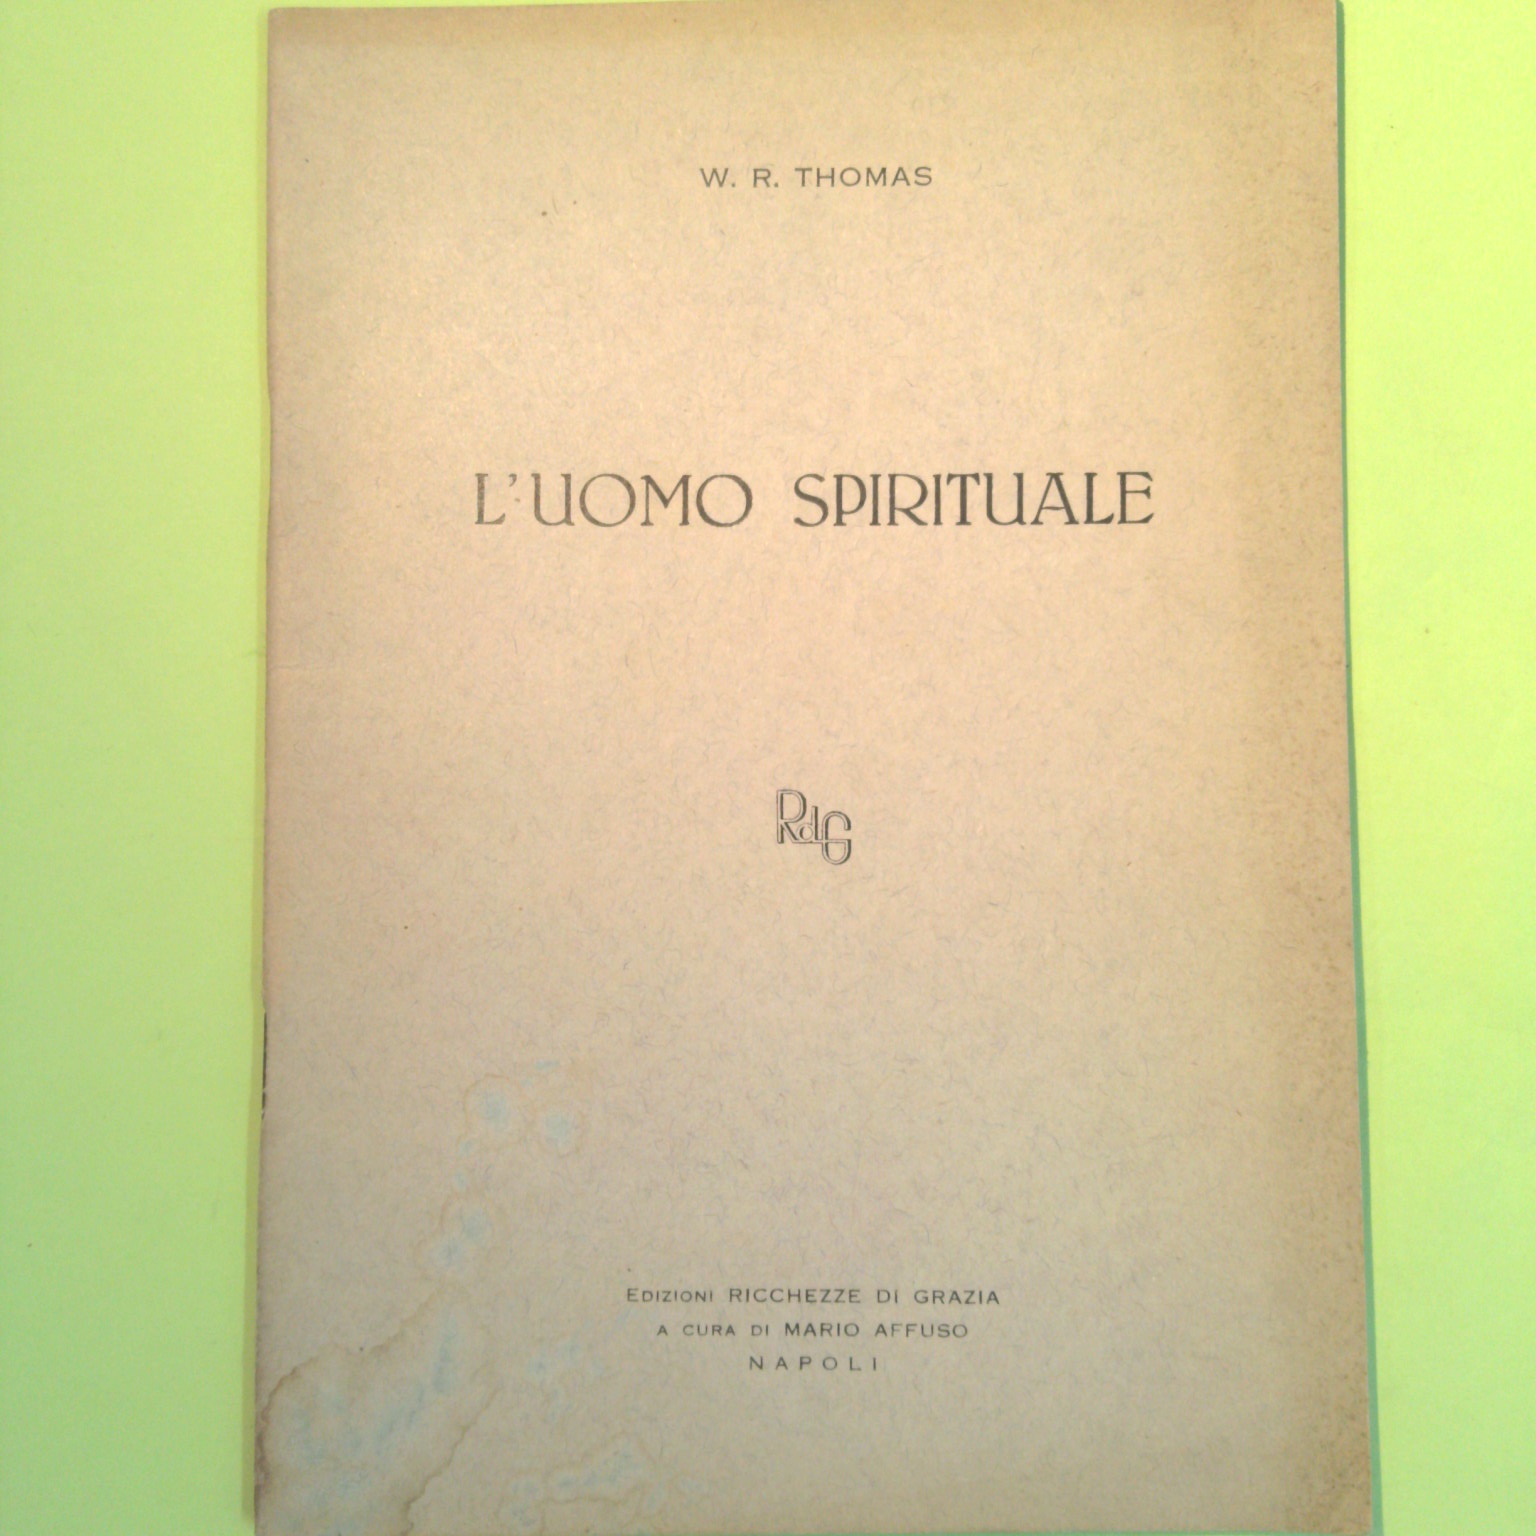 W. R. THOMAS
L'UOMO SPIRITUALE
RdG
EDIZIONI RICCHEZZE DI GRAZIA
A CURA DI MARIO AFFUSO
NAPOLI